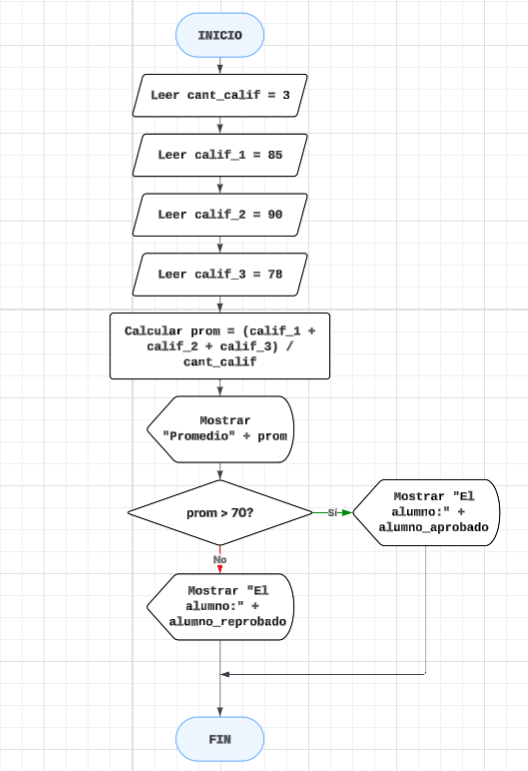 INICIO
Leer cant_calif = 3
Leer calif_1 = 85
Leer calif_2 = 90
Leer calif_3 = 78
Calcular prom = (calif_1 +
calif_2 + calif_3) /
cant_calif
Mostrar
"Promedio" + prom
prom > 70?
Sí
Mostrar "El
alumno:" +
alumno_aprobado
No
Mostrar "El
alumno:" +
alumno_reprobado
FIN